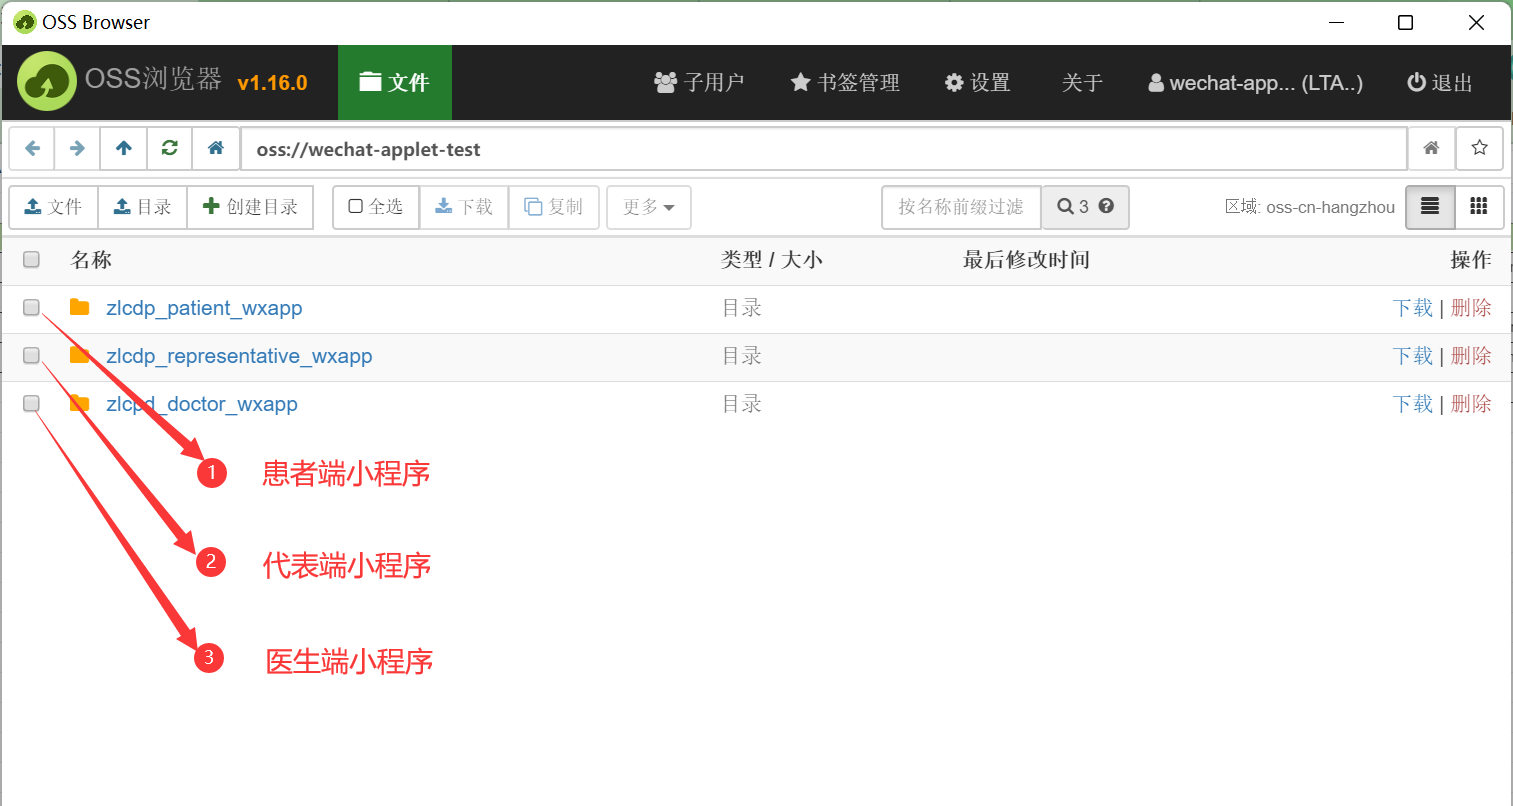 OSS Browser
OSS浏览器 v1.16.0 文件 子用户 书签管理 设置 关于 wechat-app... (LTA..) 退出
oss://wechat-applet-test
文件 目录 创建目录 全选 下载 复制 更多 按名称前缀过滤 3 区域: oss-cn-hangzhou
名称 类型 / 大小 最后修改时间 操作
zlcdp_patient_wxapp 目录 下载 | 删除
zlcdp_representative_wxapp 目录 下载 | 删除
zlcpd_doctor_wxapp 目录 下载 | 删除
1 患者端小程序
2 代表端小程序
3 医生端小程序